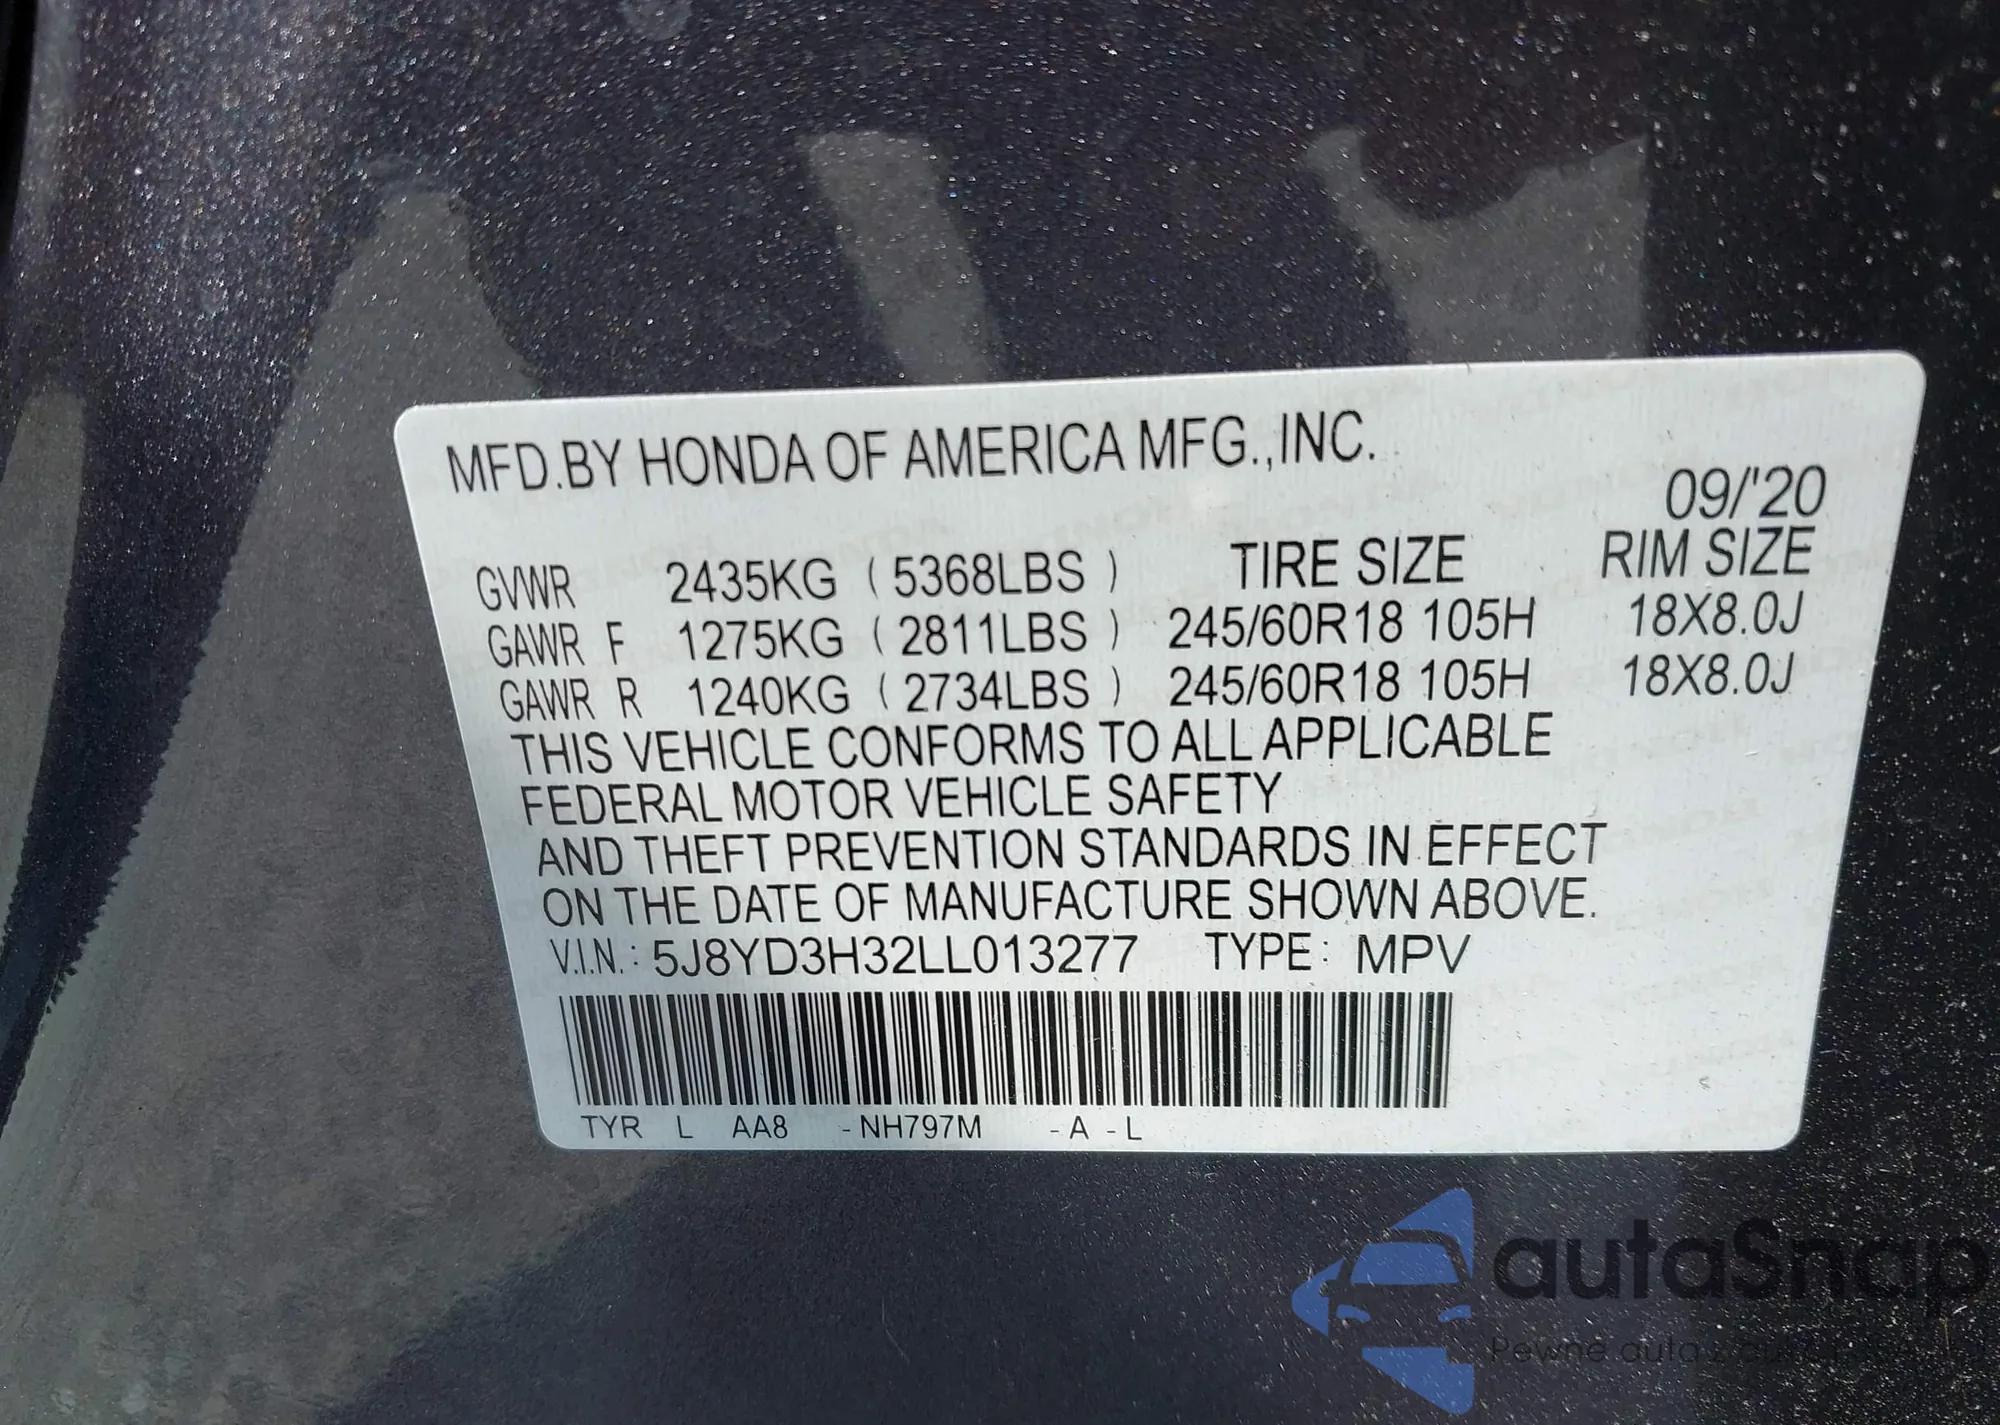 MFD.BY HONDA OF AMERICA MFG.,INC.
09/'20
GVWR 2435KG ( 5368LBS ) TIRE SIZE RIM SIZE
GAWR F 1275KG ( 2811LBS ) 245/60R18 105H 18X8.0J
GAWR R 1240KG ( 2734LBS ) 245/60R18 105H 18X8.0J
THIS VEHICLE CONFORMS TO ALL APPLICABLE
FEDERAL MOTOR VEHICLE SAFETY
AND THEFT PREVENTION STANDARDS IN EFFECT
ON THE DATE OF MANUFACTURE SHOWN ABOVE.
V.I.N.: 5J8YD3H32LL013277 TYPE: MPV
TYR L AA8 -NH797M -A -L
autaSnap
Pewne auta z